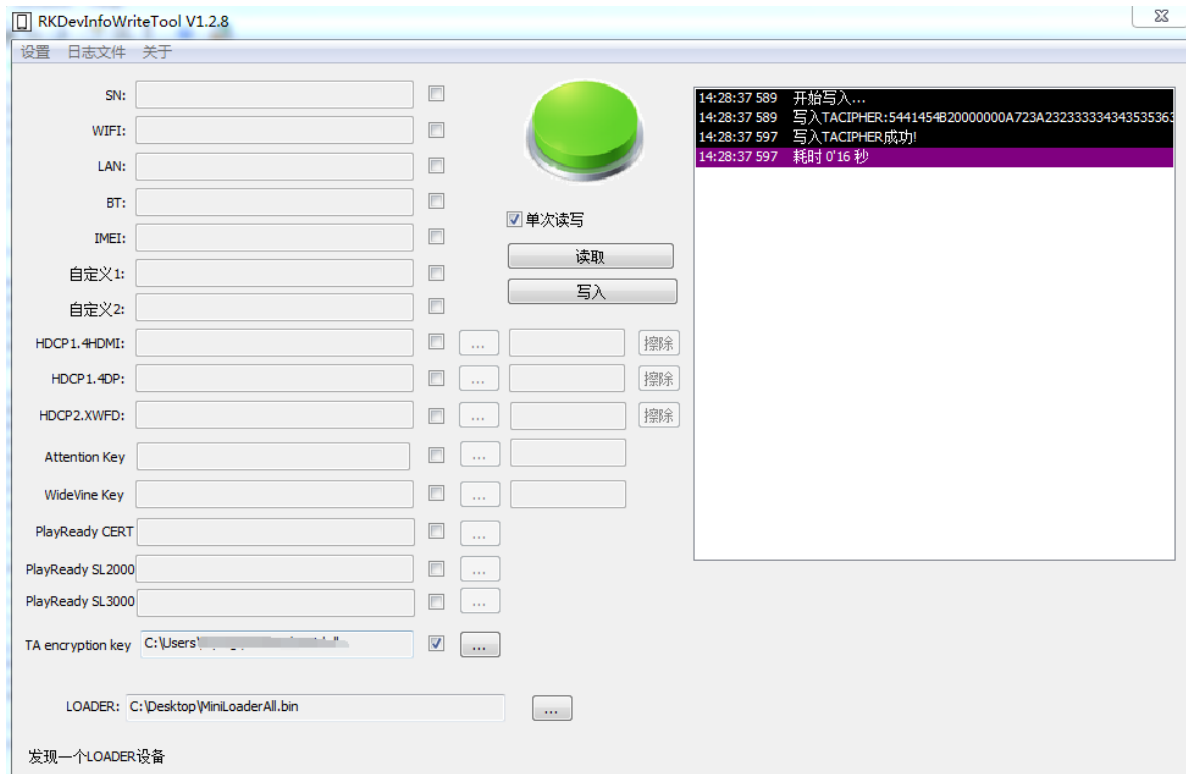 RKDevInfoWriteTool V1.2.8
设置 日志文件 关于
SN:
WIFI:
LAN:
BT:
IMEI:
自定义1:
自定义2:
HDCP1.4HDMI: ... 擦除
HDCP1.4DP: ... 擦除
HDCP2.XWFD: ... 擦除
Attention Key ...
WideVine Key ...
PlayReady CERT ...
PlayReady SL2000 ...
PlayReady SL3000 ...
TA encryption key C:\Users\ ...
LOADER: C:\Desktop\MiniLoaderAll.bin ...
发现一个LOADER设备
单次读写
读取
写入
14:28:37 589 开始写入...
14:28:37 589 写入TACIPHER:5441454B20000000A723A232333334343535363
14:28:37 597 写入TACIPHER成功!
14:28:37 597 耗时 0'16 秒